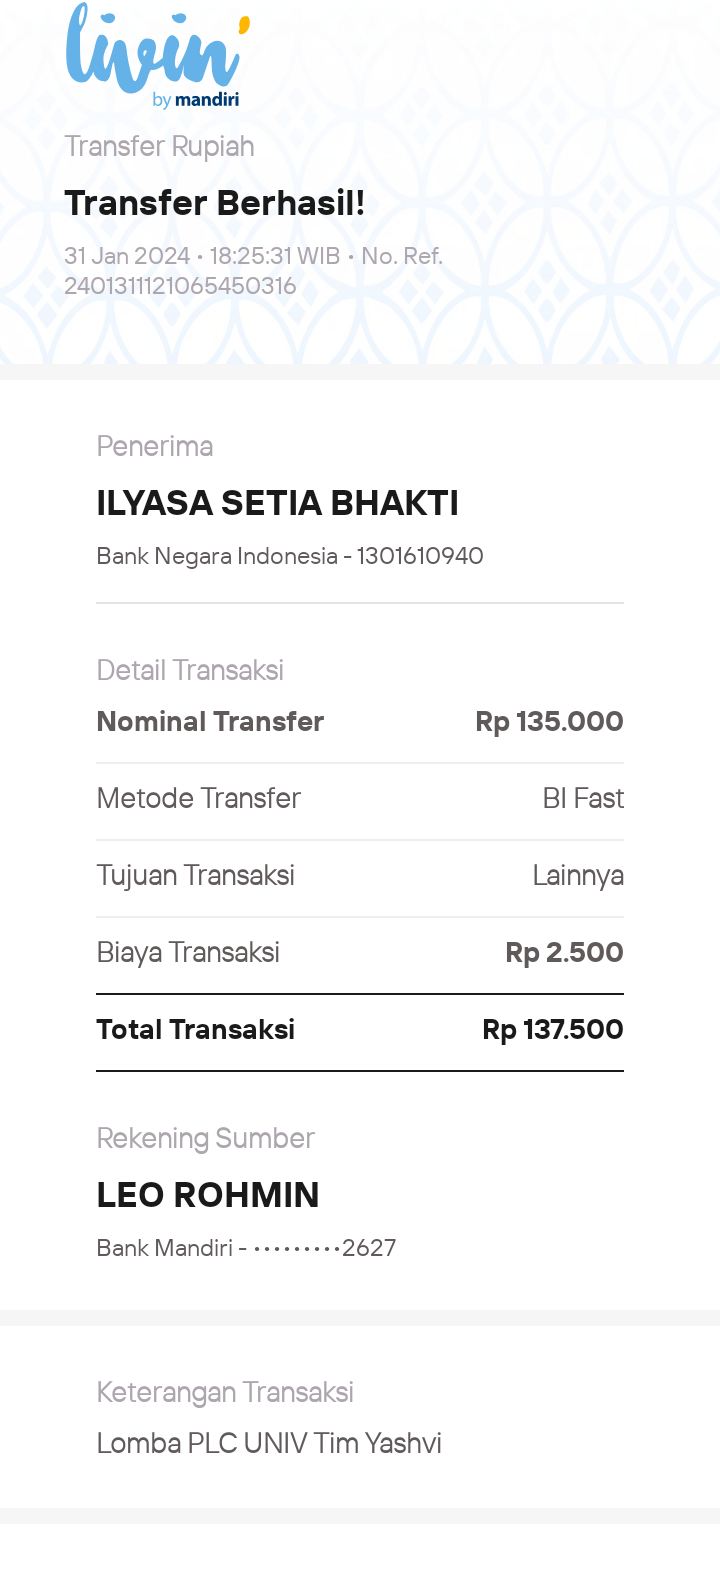 livin'
by mandiri
Transfer Rupiah
Transfer Berhasil!
31 Jan 2024 • 18:25:31 WIB • No. Ref.
2401311121065450316
Penerima
ILYASA SETIA BHAKTI
Bank Negara Indonesia - 1301610940
Detail Transaksi
Nominal Transfer Rp 135.000
Metode Transfer BI Fast
Tujuan Transaksi Lainnya
Biaya Transaksi Rp 2.500
Total Transaksi Rp 137.500
Rekening Sumber
LEO ROHMIN
Bank Mandiri - •••••••••2627
Keterangan Transaksi
Lomba PLC UNIV Tim Yashvi